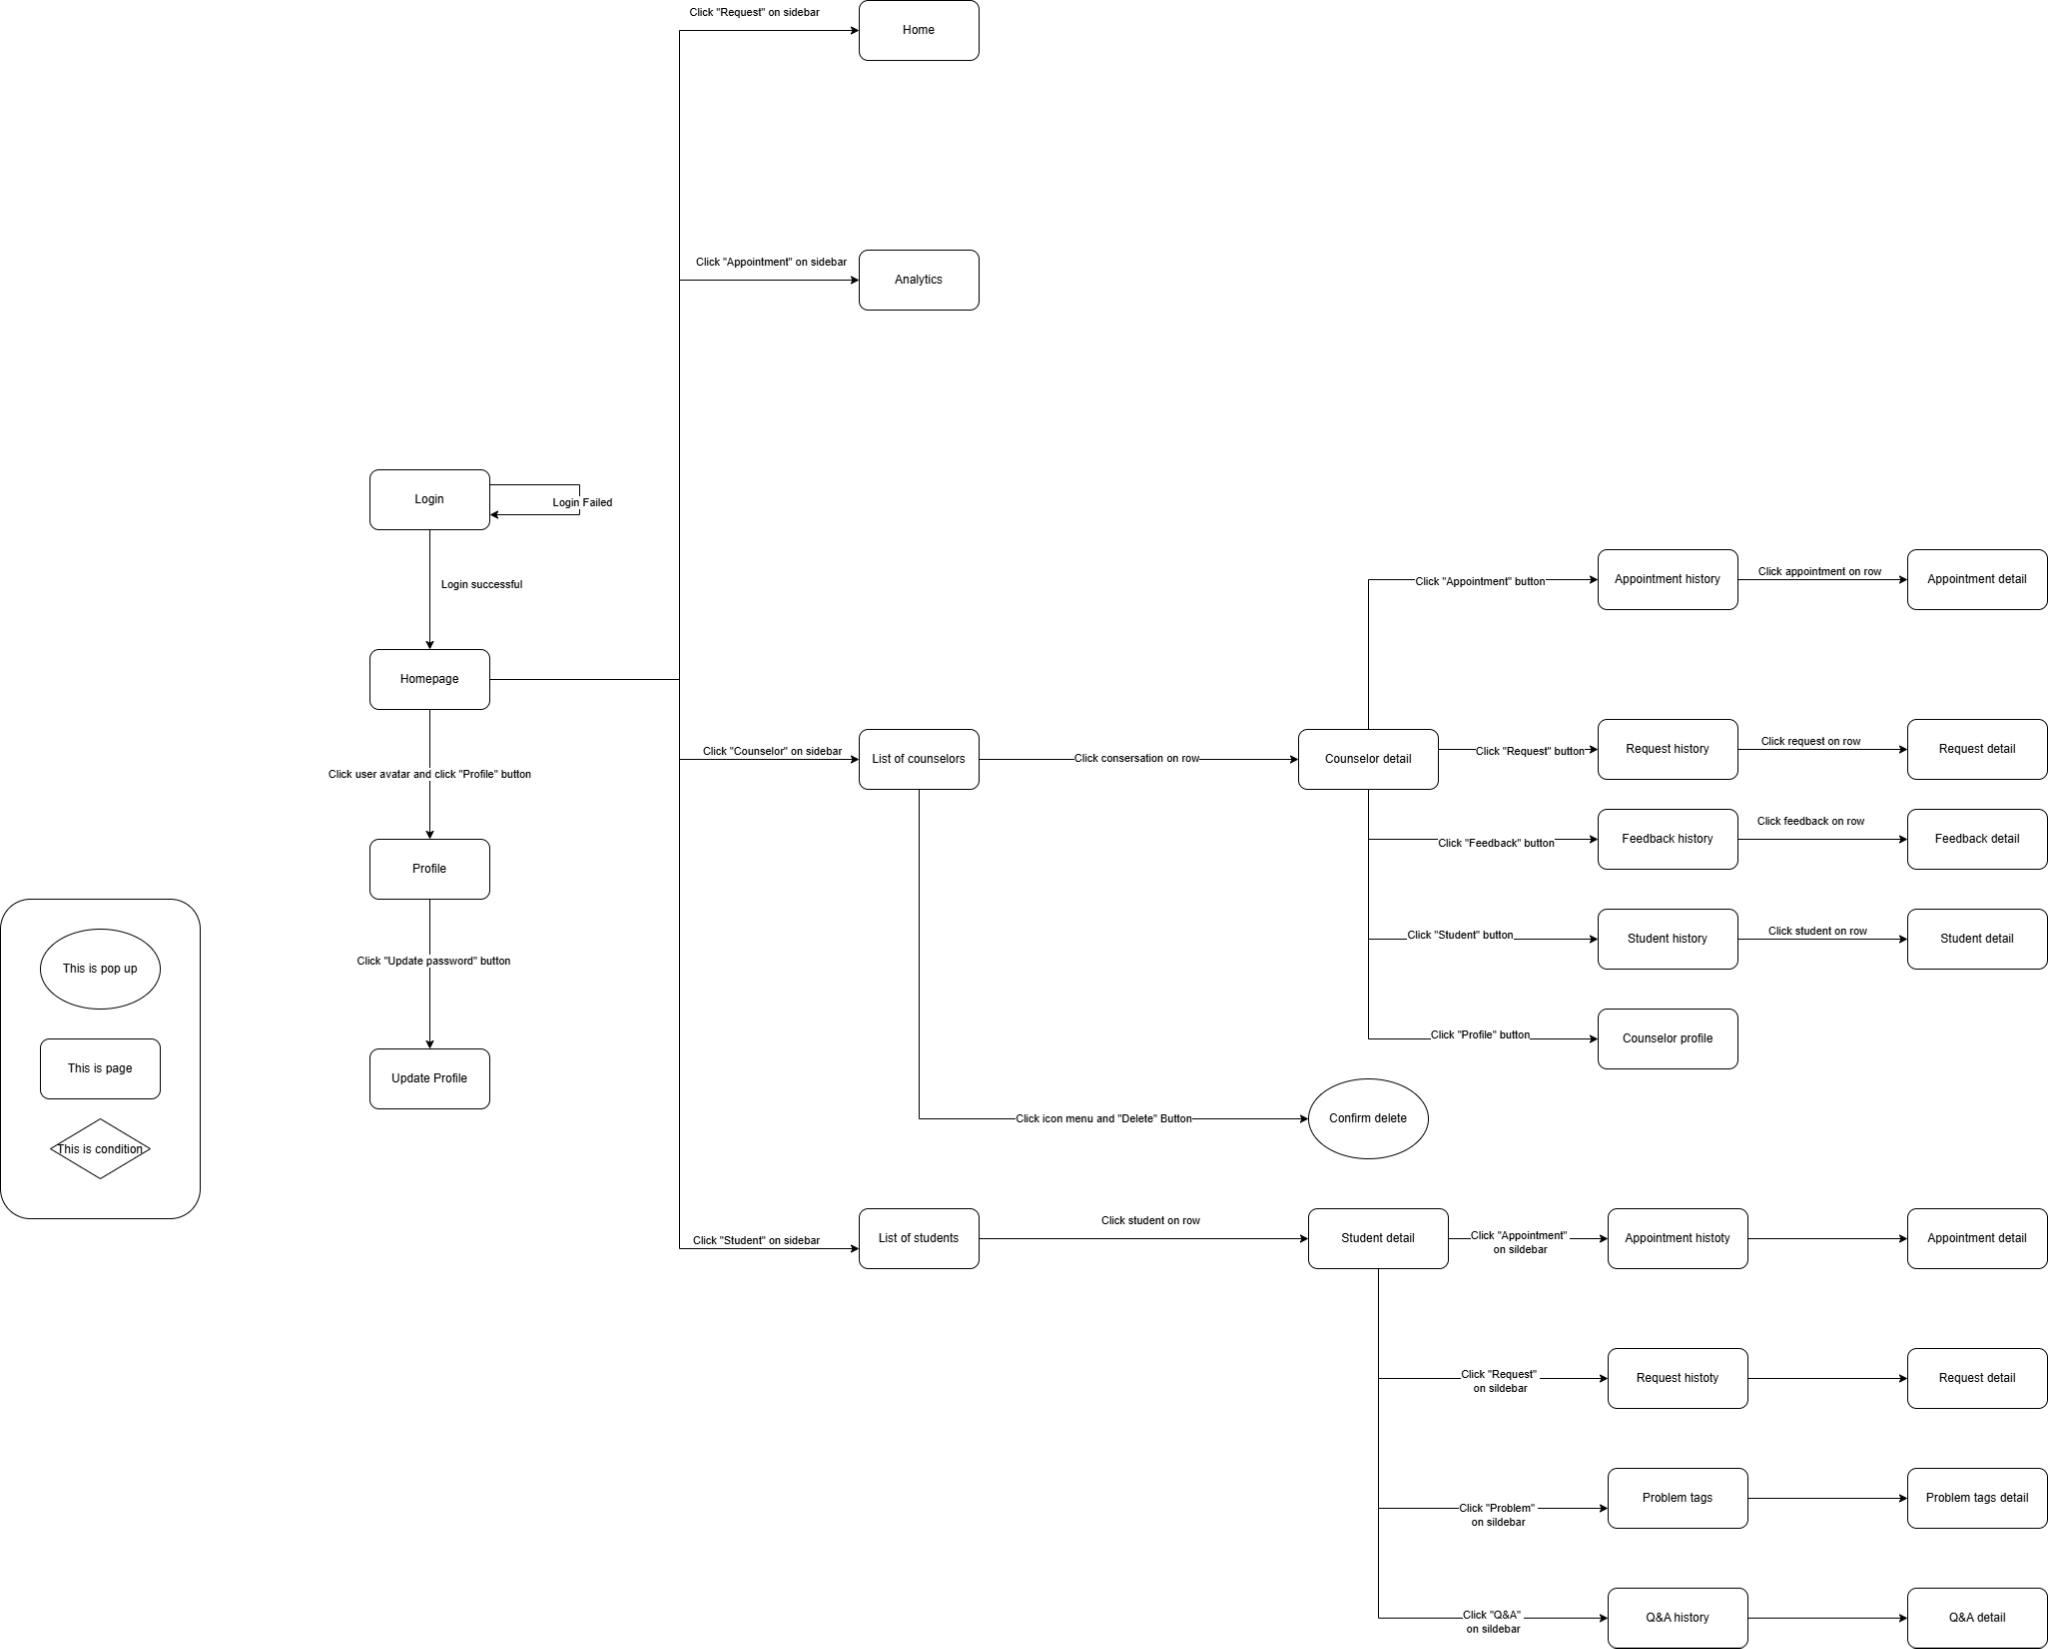 Click "Request" on sidebar
Home
Click "Appointment" on sidebar
Analytics
Login
Login Failed
Login successful
Homepage
Click user avatar and click "Profile" button
Profile
Click "Update password" button
Update Profile
This is pop up
This is page
This is condition
Click "Counselor" on sidebar
List of counselors
Click consersation on row
Counselor detail
Click "Appointment" button
Appointment history
Click appointment on row
Appointment detail
Click "Request" button
Request history
Click request on row
Request detail
Click "Feedback" button
Feedback history
Click feedback on row
Feedback detail
Click "Student" button
Student history
Click student on row
Student detail
Click "Profile" button
Counselor profile
Click icon menu and "Delete" Button
Confirm delete
Click "Student" on sidebar
List of students
Click student on row
Student detail
Click "Appointment"
on sildebar
Appointment histoty
Appointment detail
Click "Request"
on sildebar
Request histoty
Request detail
Click "Problem"
on sildebar
Problem tags
Problem tags detail
Click "Q&A"
on sildebar
Q&A history
Q&A detail